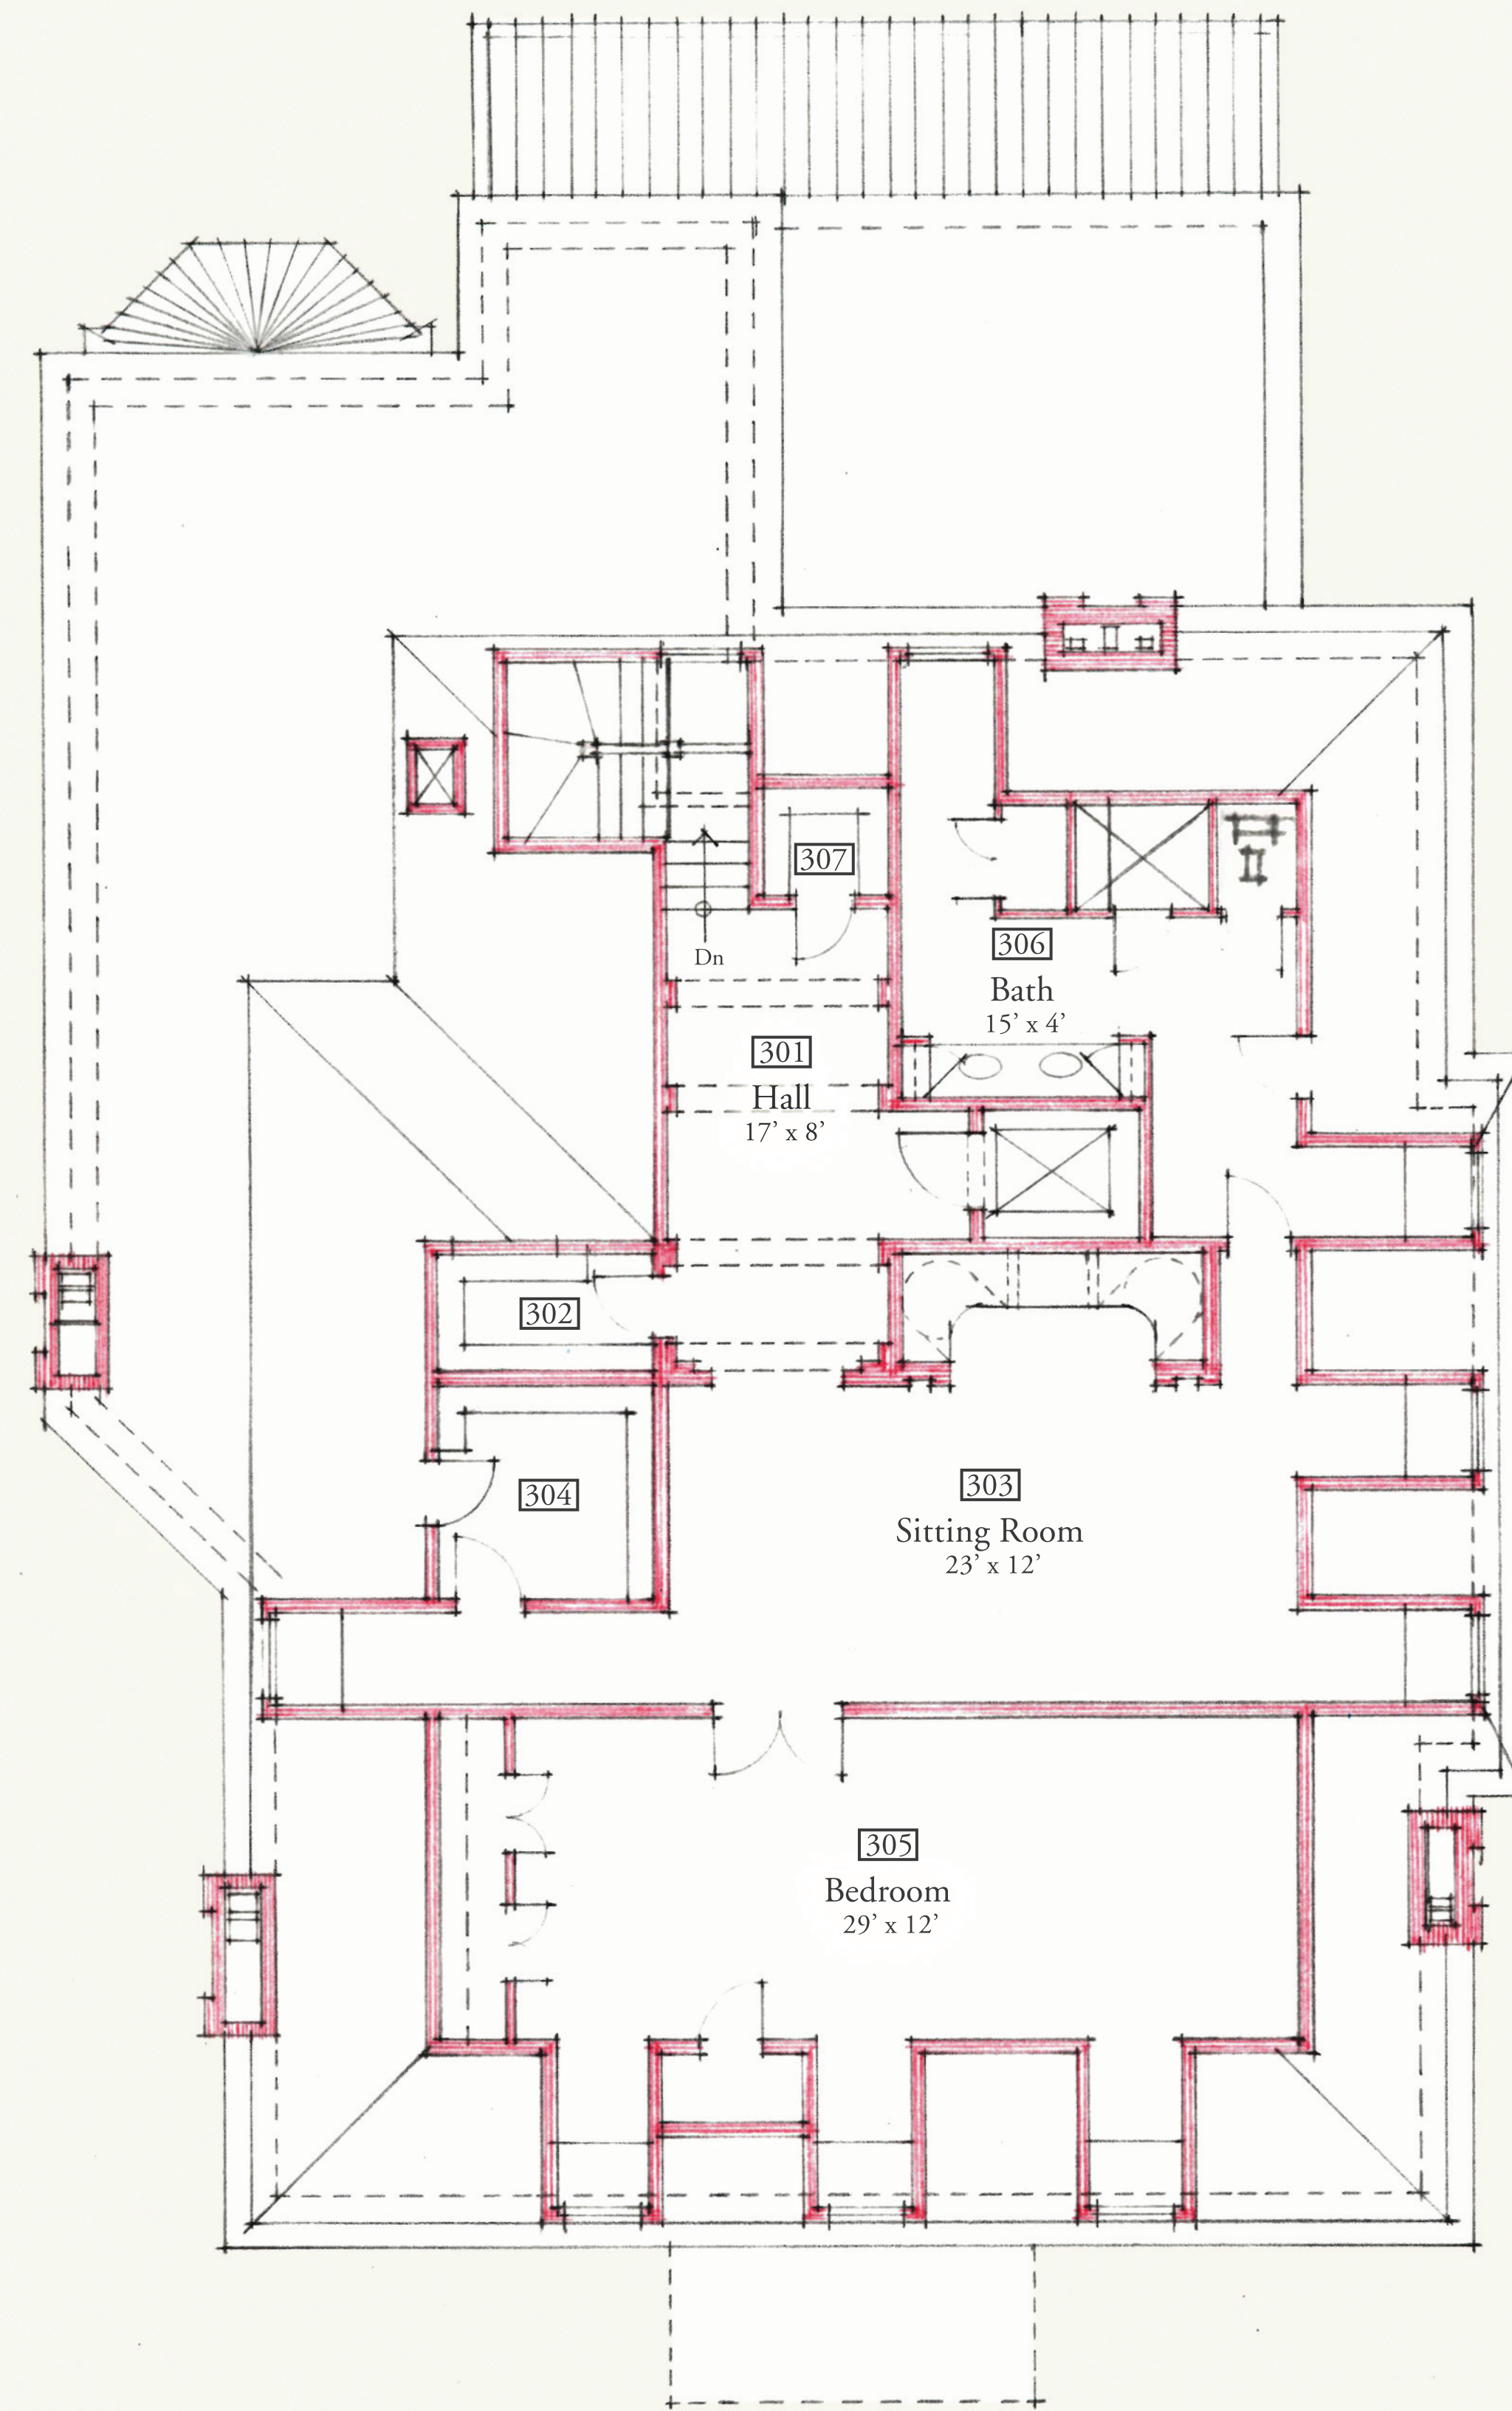 307
Dn
306
Bath
15’ x 4’
301
Hall
17’ x 8’
302
304
303
Sitting Room
23’ x 12’
305
Bedroom
29’ x 12’